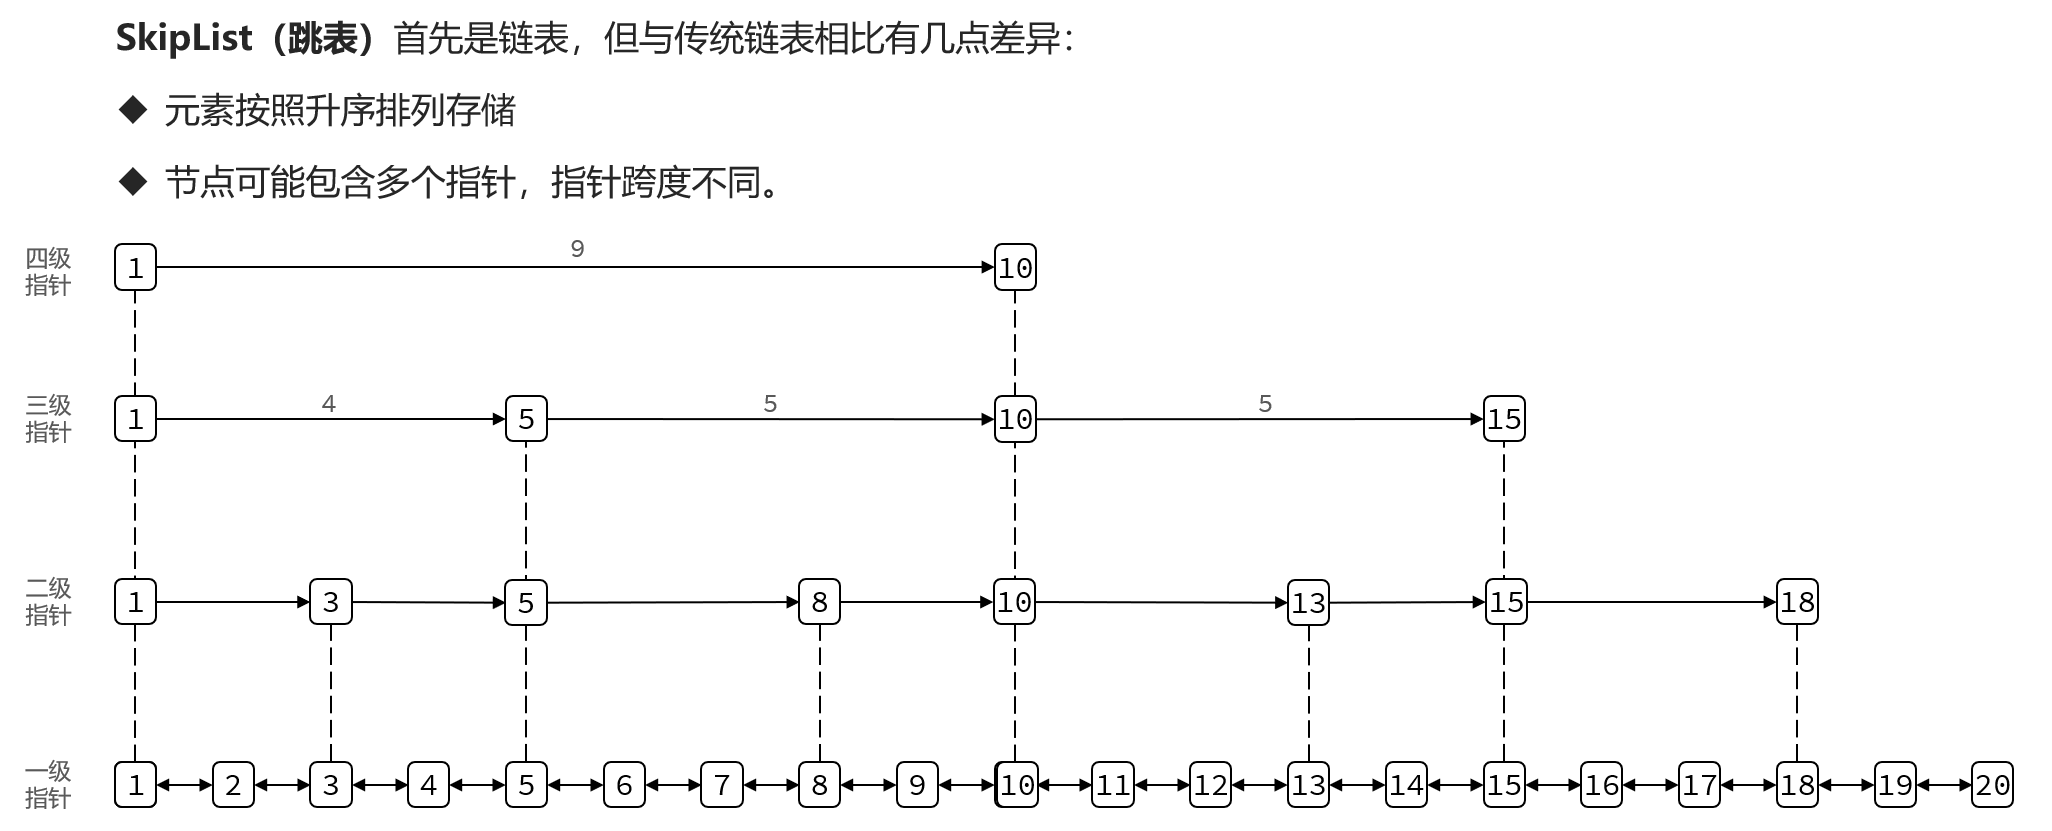 SkipList（跳表）首先是链表，但与传统链表相比有几点差异：
◆ 元素按照升序排列存储
◆ 节点可能包含多个指针，指针跨度不同。
四级
指针
1 9 10
三级
指针
1 4 5 5 10 5 15
二级
指针
1 3 5 8 10 13 15 18
一级
指针
1 2 3 4 5 6 7 8 9 10 11 12 13 14 15 16 17 18 19 20